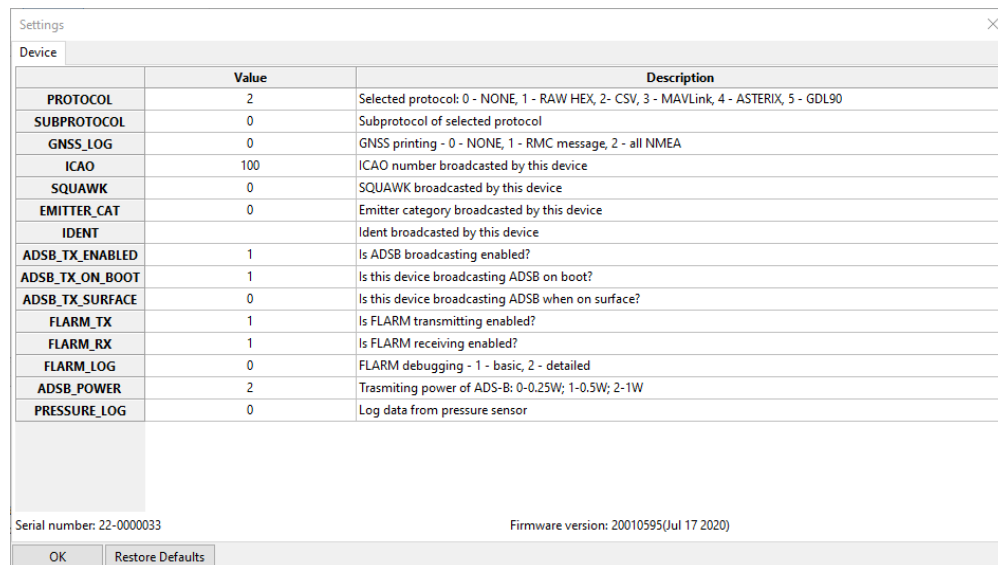 Settings
Device
Value Description
PROTOCOL 2 Selected protocol: 0 - NONE, 1 - RAW HEX, 2- CSV, 3 - MAVLink, 4 - ASTERIX, 5 - GDL90
SUBPROTOCOL 0 Subprotocol of selected protocol
GNSS_LOG 0 GNSS printing - 0 - NONE, 1 - RMC message, 2 - all NMEA
ICAO 100 ICAO number broadcasted by this device
SQUAWK 0 SQUAWK broadcasted by this device
EMITTER_CAT 0 Emitter category broadcasted by this device
IDENT Ident broadcasted by this device
ADSB_TX_ENABLED 1 Is ADSB broadcasting enabled?
ADSB_TX_ON_BOOT 1 Is this device broadcasting ADSB on boot?
ADSB_TX_SURFACE 0 Is this device broadcasting ADSB when on surface?
FLARM_TX 1 Is FLARM transmitting enabled?
FLARM_RX 1 Is FLARM receiving enabled?
FLARM_LOG 0 FLARM debugging - 1 - basic, 2 - detailed
ADSB_POWER 2 Trasmiting power of ADS-B: 0-0.25W; 1-0.5W; 2-1W
PRESSURE_LOG 0 Log data from pressure sensor
Serial number: 22-0000033 Firmware version: 20010595(Jul 17 2020)
OK Restore Defaults